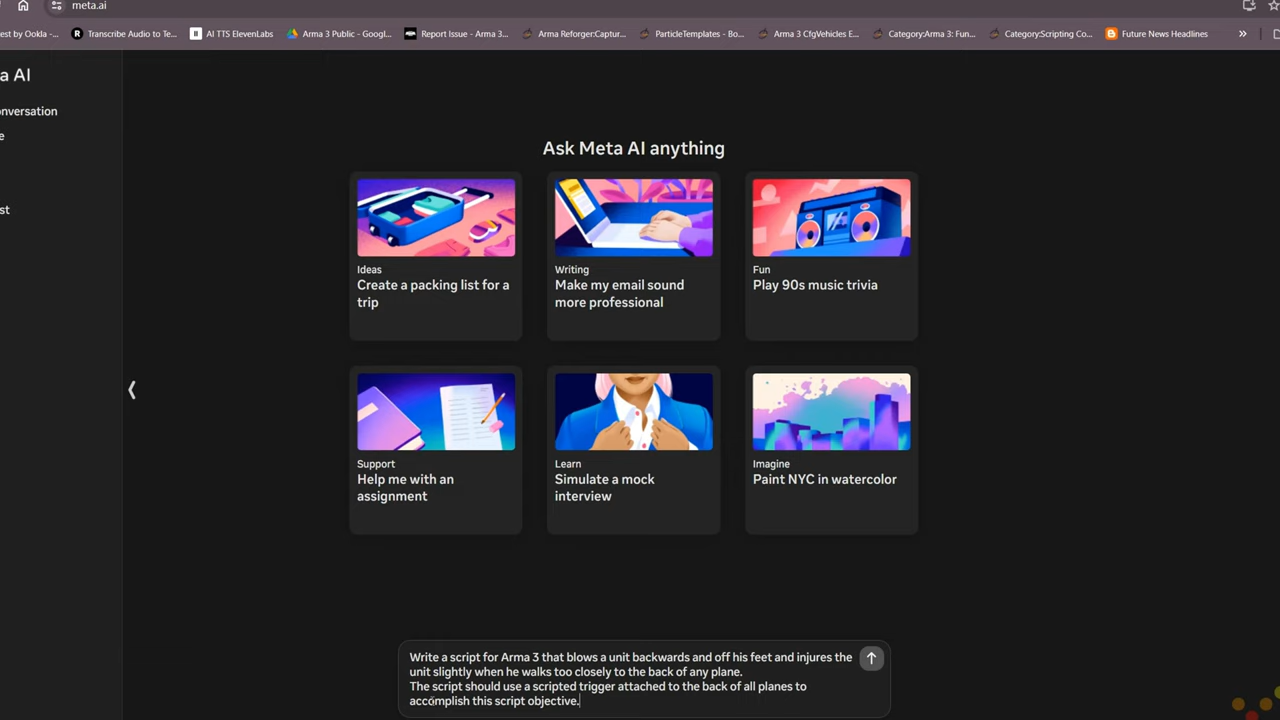 meta.ai
est by Ookla -...
Transcribe Audio to Te...
AI TTS ElevenLabs
Arma 3 Public - Googl...
Report Issue - Arma 3...
Arma Reforger:Captur...
ParticleTemplates - Bo...
Arma 3 CfgVehicles E...
Category:Arma 3: Fun...
Category:Scripting Co...
Future News Headlines
a AI
onversation
e
st
Ask Meta AI anything
Ideas
Create a packing list for a
trip
Writing
Make my email sound
more professional
Fun
Play 90s music trivia
Support
Help me with an
assignment
Learn
Simulate a mock
interview
Imagine
Paint NYC in watercolor
Write a script for Arma 3 that blows a unit backwards and off his feet and injures the
unit slightly when he walks too closely to the back of any plane.
The script should use a scripted trigger attached to the back of all planes to
accomplish this script objective.